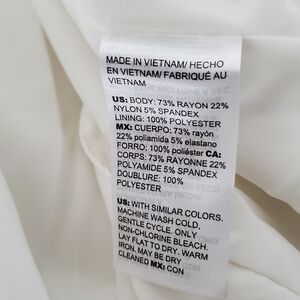 MADE IN VIETNAM/ HECHO
EN VIETNAM/ FABRIQUÉ AU
VIETNAM
US: BODY: 73% RAYON 22%
NYLON 5% SPANDEX
LINING: 100% POLYESTER
MX: CUERPO: 73% rayón
22% poliamida 5% elastano
FORRO: 100% poliéster CA:
CORPS: 73% RAYONNE 22%
POLYAMIDE 5% SPANDEX
DOUBLURE: 100%
POLYESTER
US: WITH SIMILAR COLORS.
MACHINE WASH COLD,
GENTLE CYCLE. ONLY
NON-CHLORINE BLEACH.
LAY FLAT TO DRY. WARM
IRON. MAY BE DRY
CLEANED MX: CON